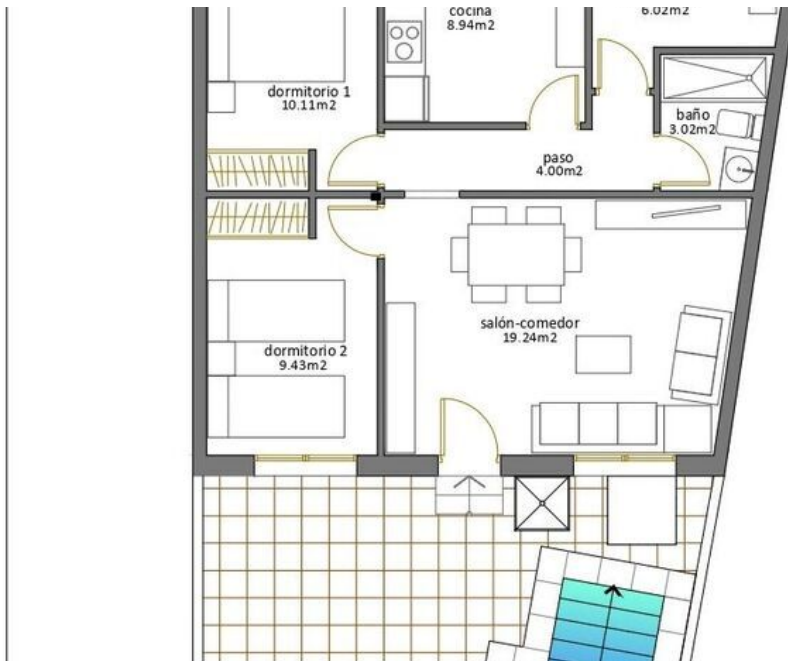 cocina
8.94m2
6.02m2
dormitorio 1
10.11m2
baño
3.02m2
paso
4.00m2
salón-comedor
19.24m2
dormitorio 2
9.43m2